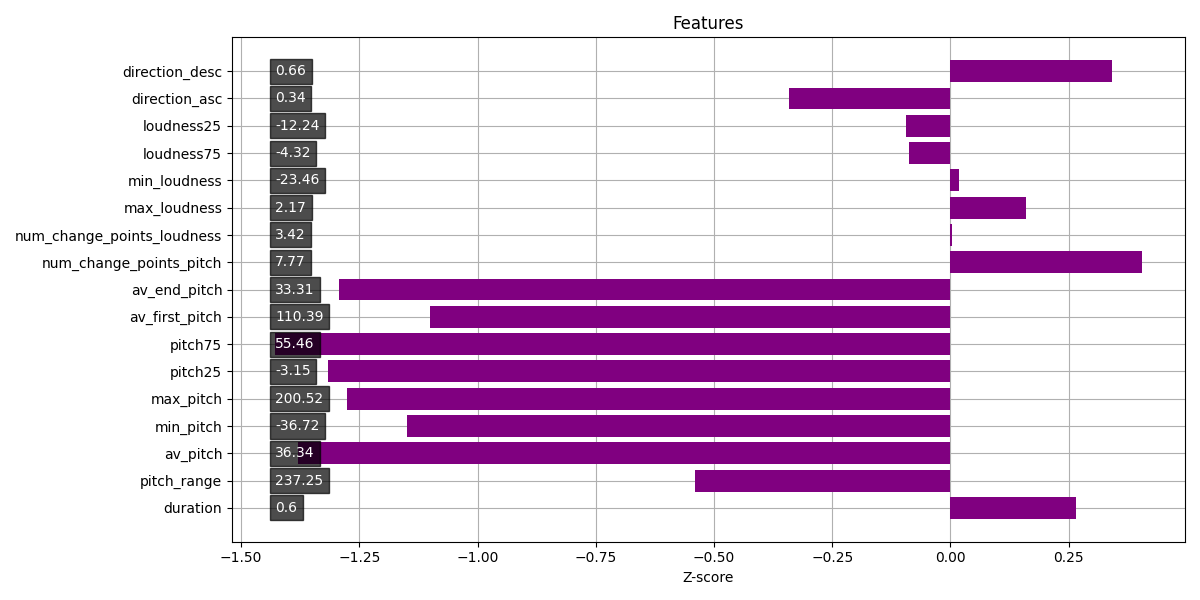 Features
direction_desc 0.66
direction_asc 0.34
loudness25 -12.24
loudness75 -4.32
min_loudness -23.46
max_loudness 2.17
num_change_points_loudness 3.42
num_change_points_pitch 7.77
av_end_pitch 33.31
av_first_pitch 110.39
pitch75 55.46
pitch25 -3.15
max_pitch 200.52
min_pitch -36.72
av_pitch 36.34
pitch_range 237.25
duration 0.6
−1.50 −1.25 −1.00 −0.75 −0.50 −0.25 0.00 0.25
Z-score